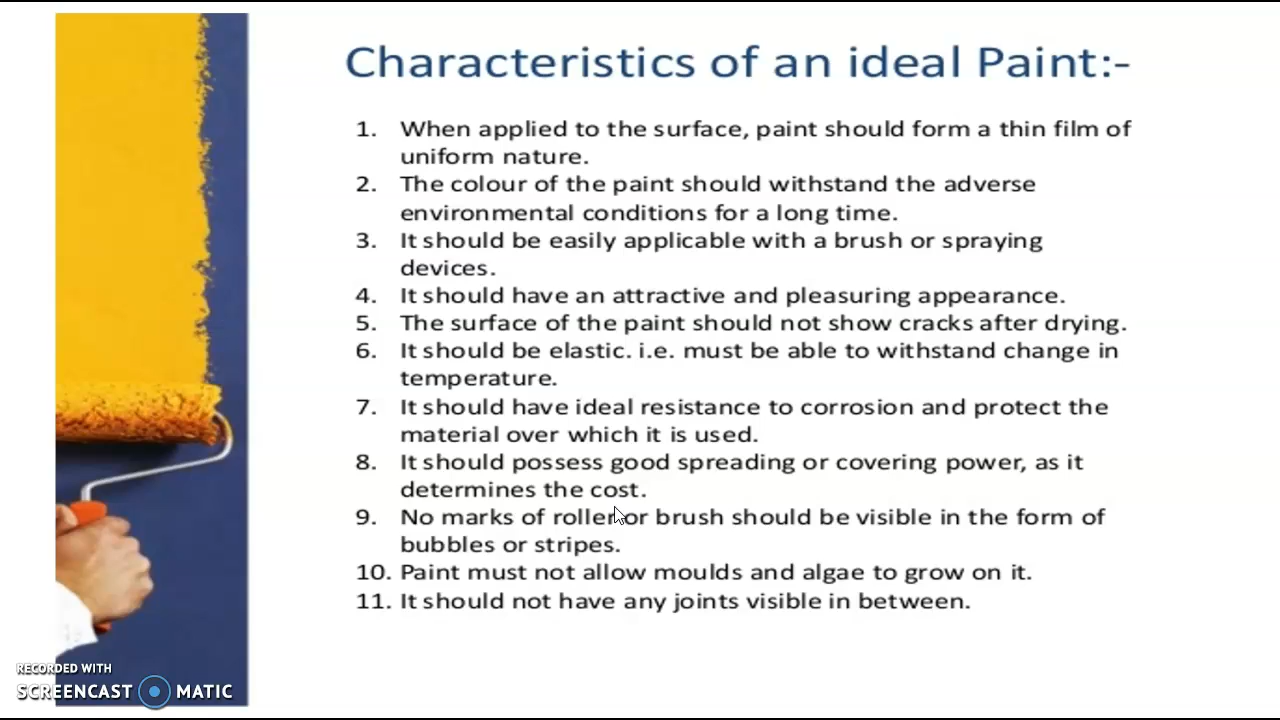 Characteristics of an ideal Paint:-
1. When applied to the surface, paint should form a thin film of
uniform nature.
2. The colour of the paint should withstand the adverse
environmental conditions for a long time.
3. It should be easily applicable with a brush or spraying
devices.
4. It should have an attractive and pleasuring appearance.
5. The surface of the paint should not show cracks after drying.
6. It should be elastic. i.e. must be able to withstand change in
temperature.
7. It should have ideal resistance to corrosion and protect the
material over which it is used.
8. It should possess good spreading or covering power, as it
determines the cost.
9. No marks of roller or brush should be visible in the form of
bubbles or stripes.
10. Paint must not allow moulds and algae to grow on it.
11. It should not have any joints visible in between.
RECORDED WITH
SCREENCAST MATIC